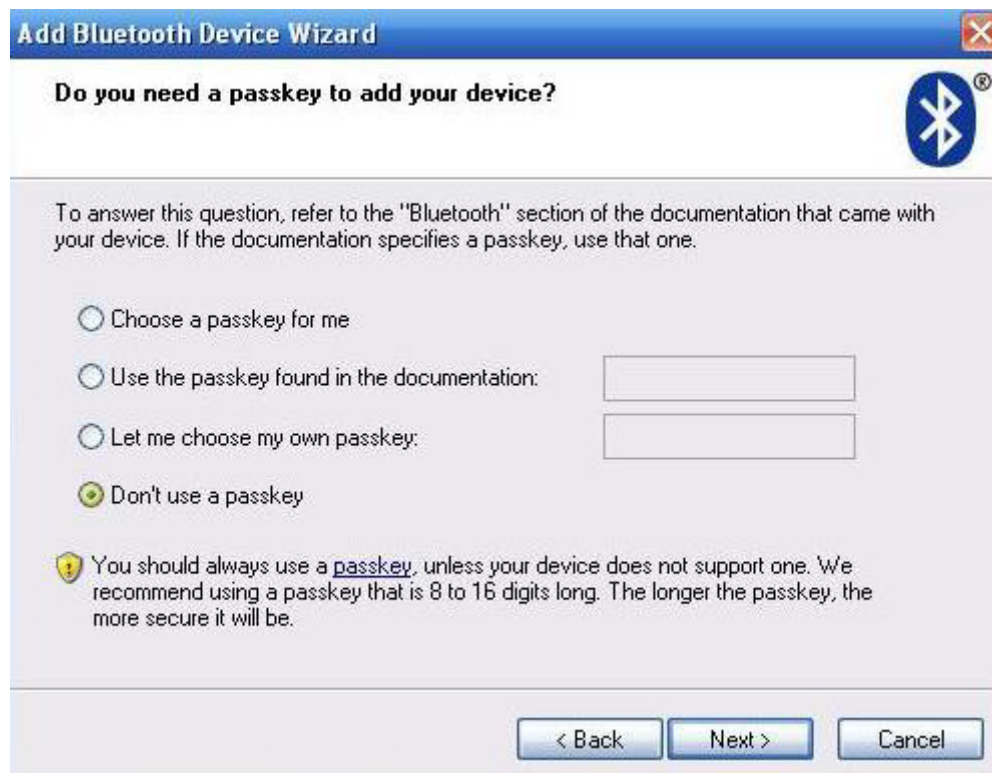 Add Bluetooth Device Wizard
Do you need a passkey to add your device?
®
To answer this question, refer to the "Bluetooth" section of the documentation that came with
your device. If the documentation specifies a passkey, use that one.
Choose a passkey for me
Use the passkey found in the documentation:
Let me choose my own passkey:
Don't use a passkey
You should always use a passkey, unless your device does not support one. We
recommend using a passkey that is 8 to 16 digits long. The longer the passkey, the
more secure it will be.
< Back Next > Cancel